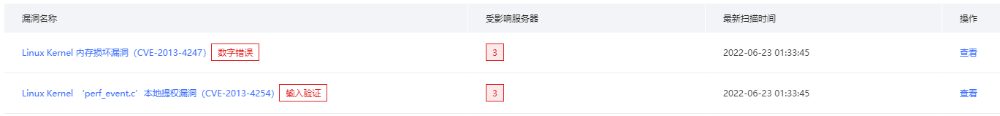 漏洞名称 受影响服务器 最新扫描时间 操作
Linux Kernel 内存损坏漏洞（CVE-2013-4247） 数字错误 3 2022-06-23 01:33:45 查看
Linux Kernel ‘perf_event.c’本地提权漏洞（CVE-2013-4254） 输入验证 3 2022-06-23 01:33:45 查看